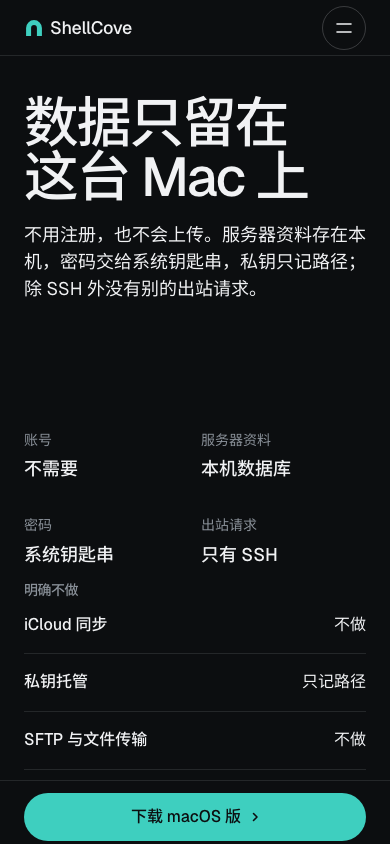 ShellCove
数据只留在
这台 Mac 上
不用注册，也不会上传。服务器资料存在本
机，密码交给系统钥匙串，私钥只记路径；
除 SSH 外没有别的出站请求。
账号
服务器资料
不需要
本机数据库
密码
出站请求
系统钥匙串
只有 SSH
明确不做
iCloud 同步
不做
私钥托管
只记路径
SFTP 与文件传输
不做
下载 macOS 版 ›